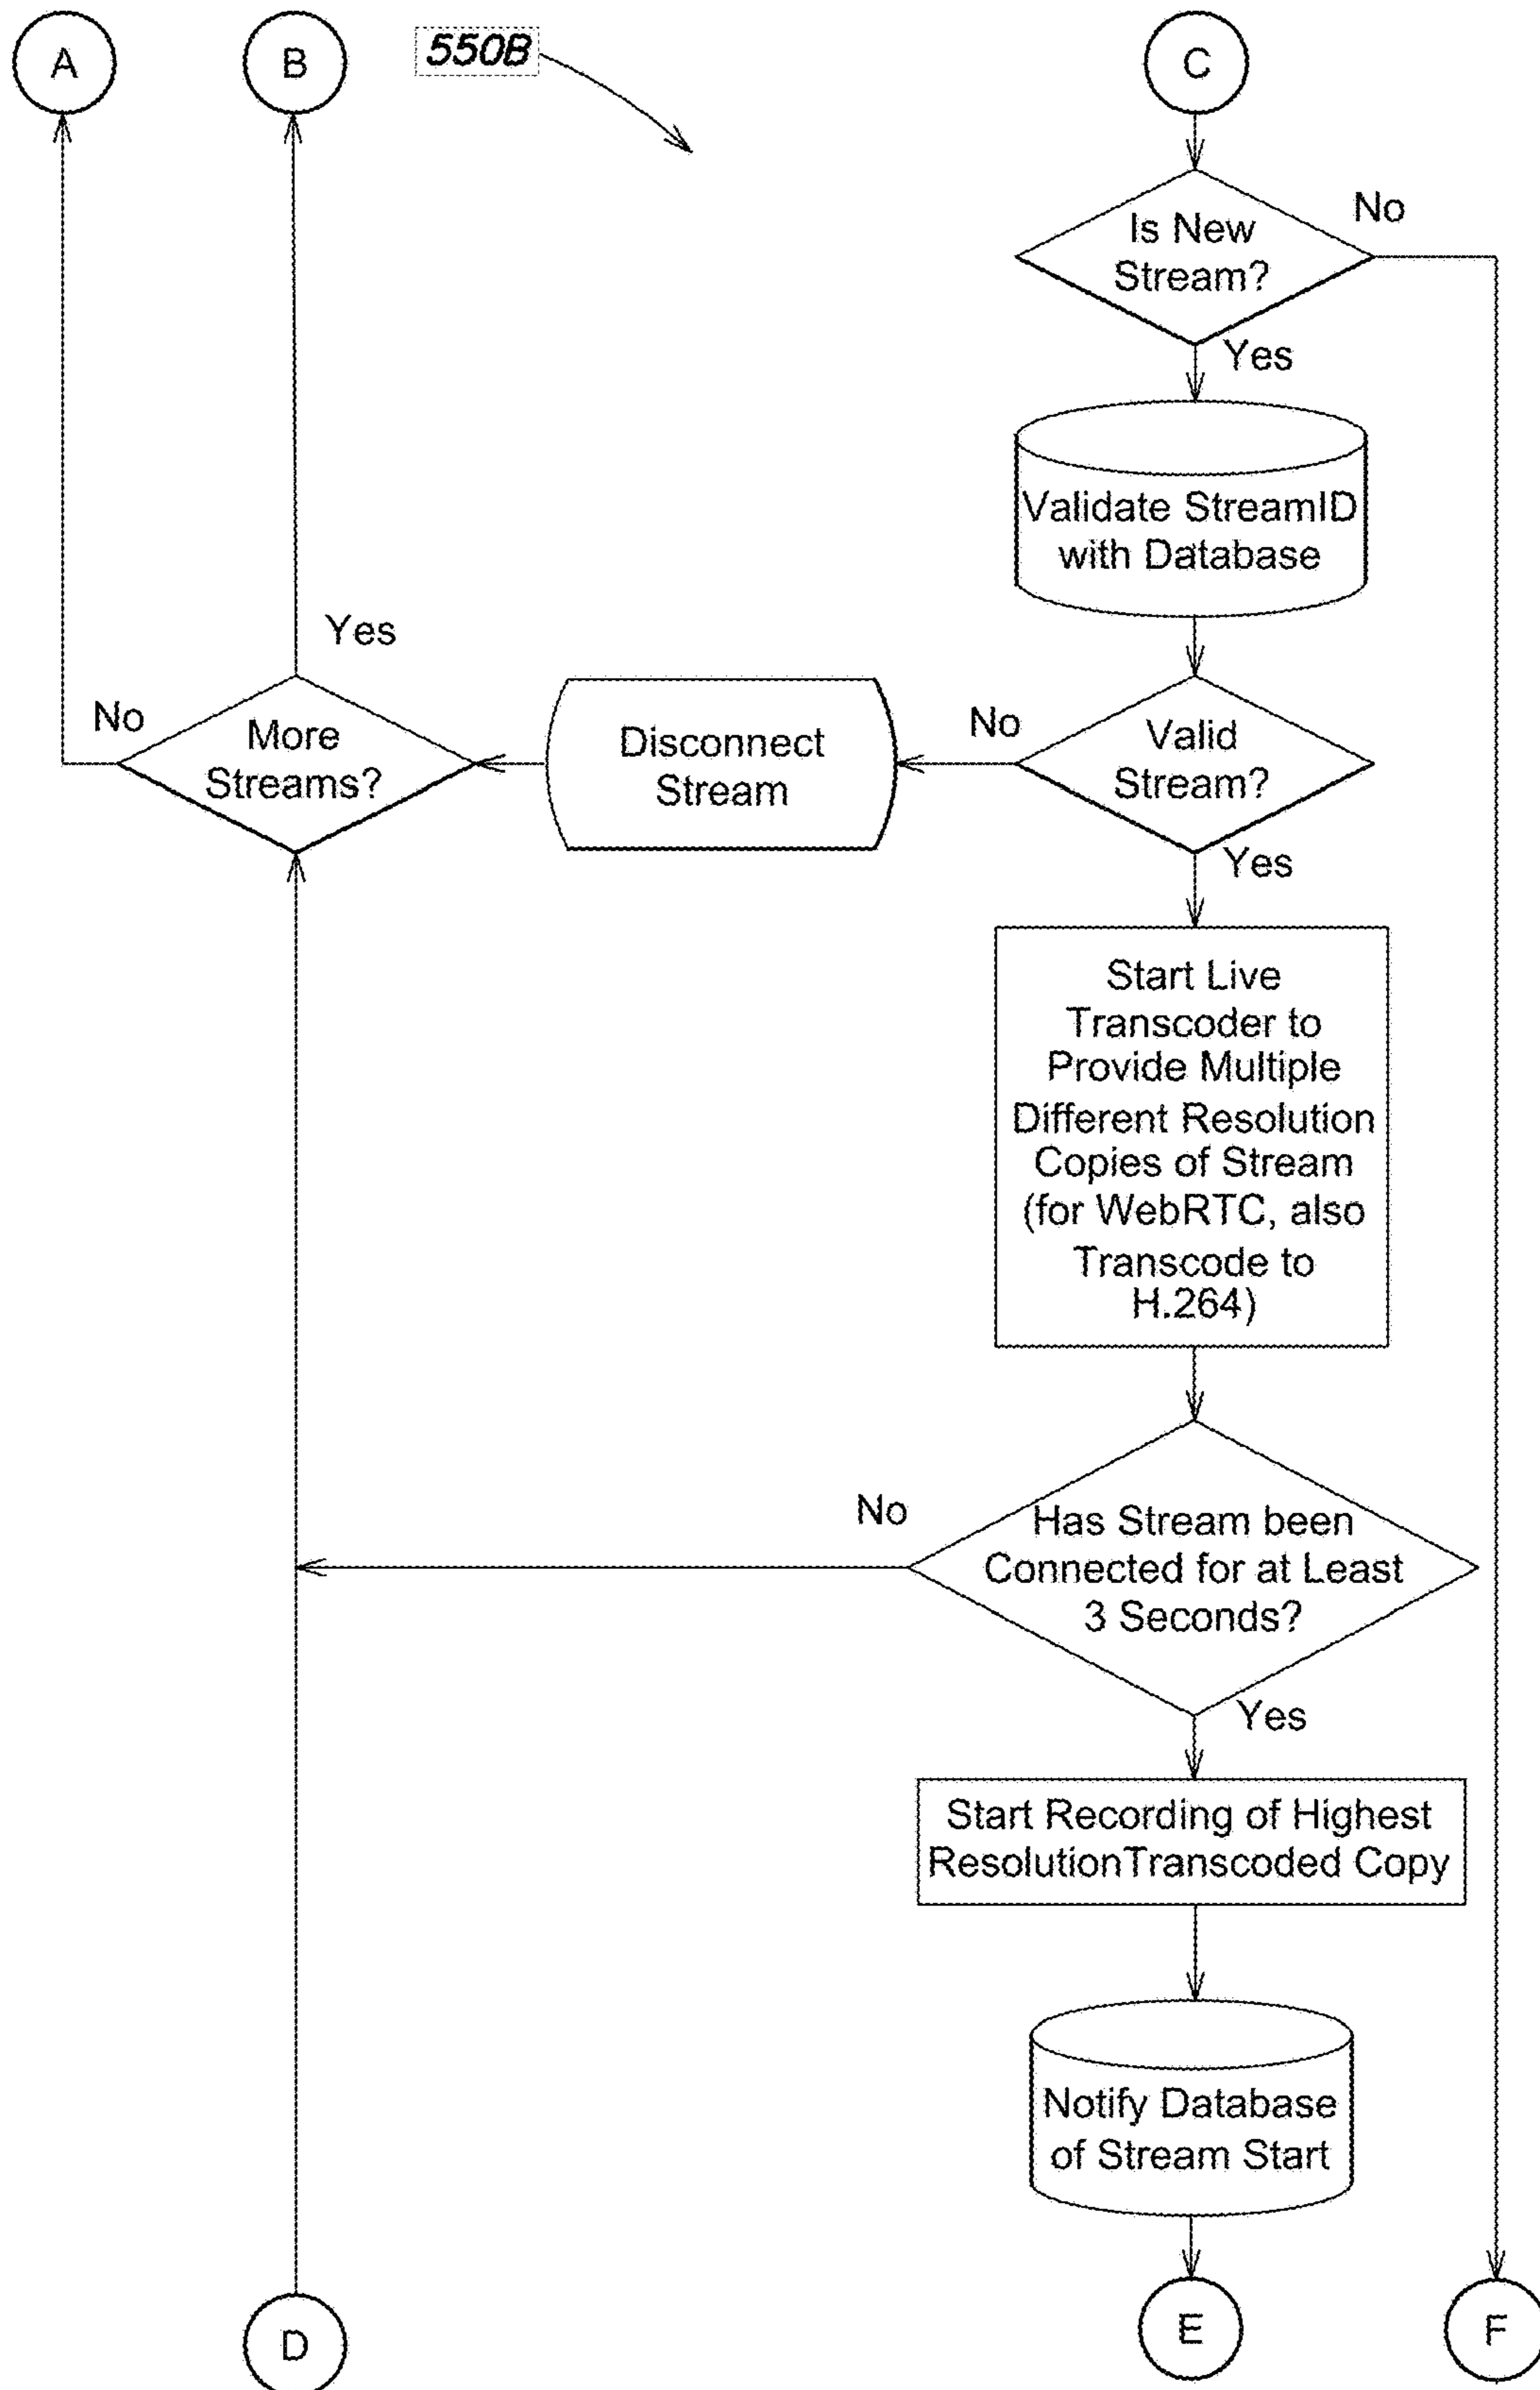 A
B
550B
C
Is New
Stream?
No
Yes
Validate StreamID
with Database
Yes
No
More
Streams?
Disconnect
Stream
No
Valid
Stream?
Yes
Start Live
Transcoder to
Provide Multiple
Different Resolution
Copies of Stream
(for WebRTC, also
Transcode to
H.264)
No
Has Stream been
Connected for at Least
3 Seconds?
Yes
Start Recording of Highest
ResolutionTranscoded Copy
Notify Database
of Stream Start
D
E
F